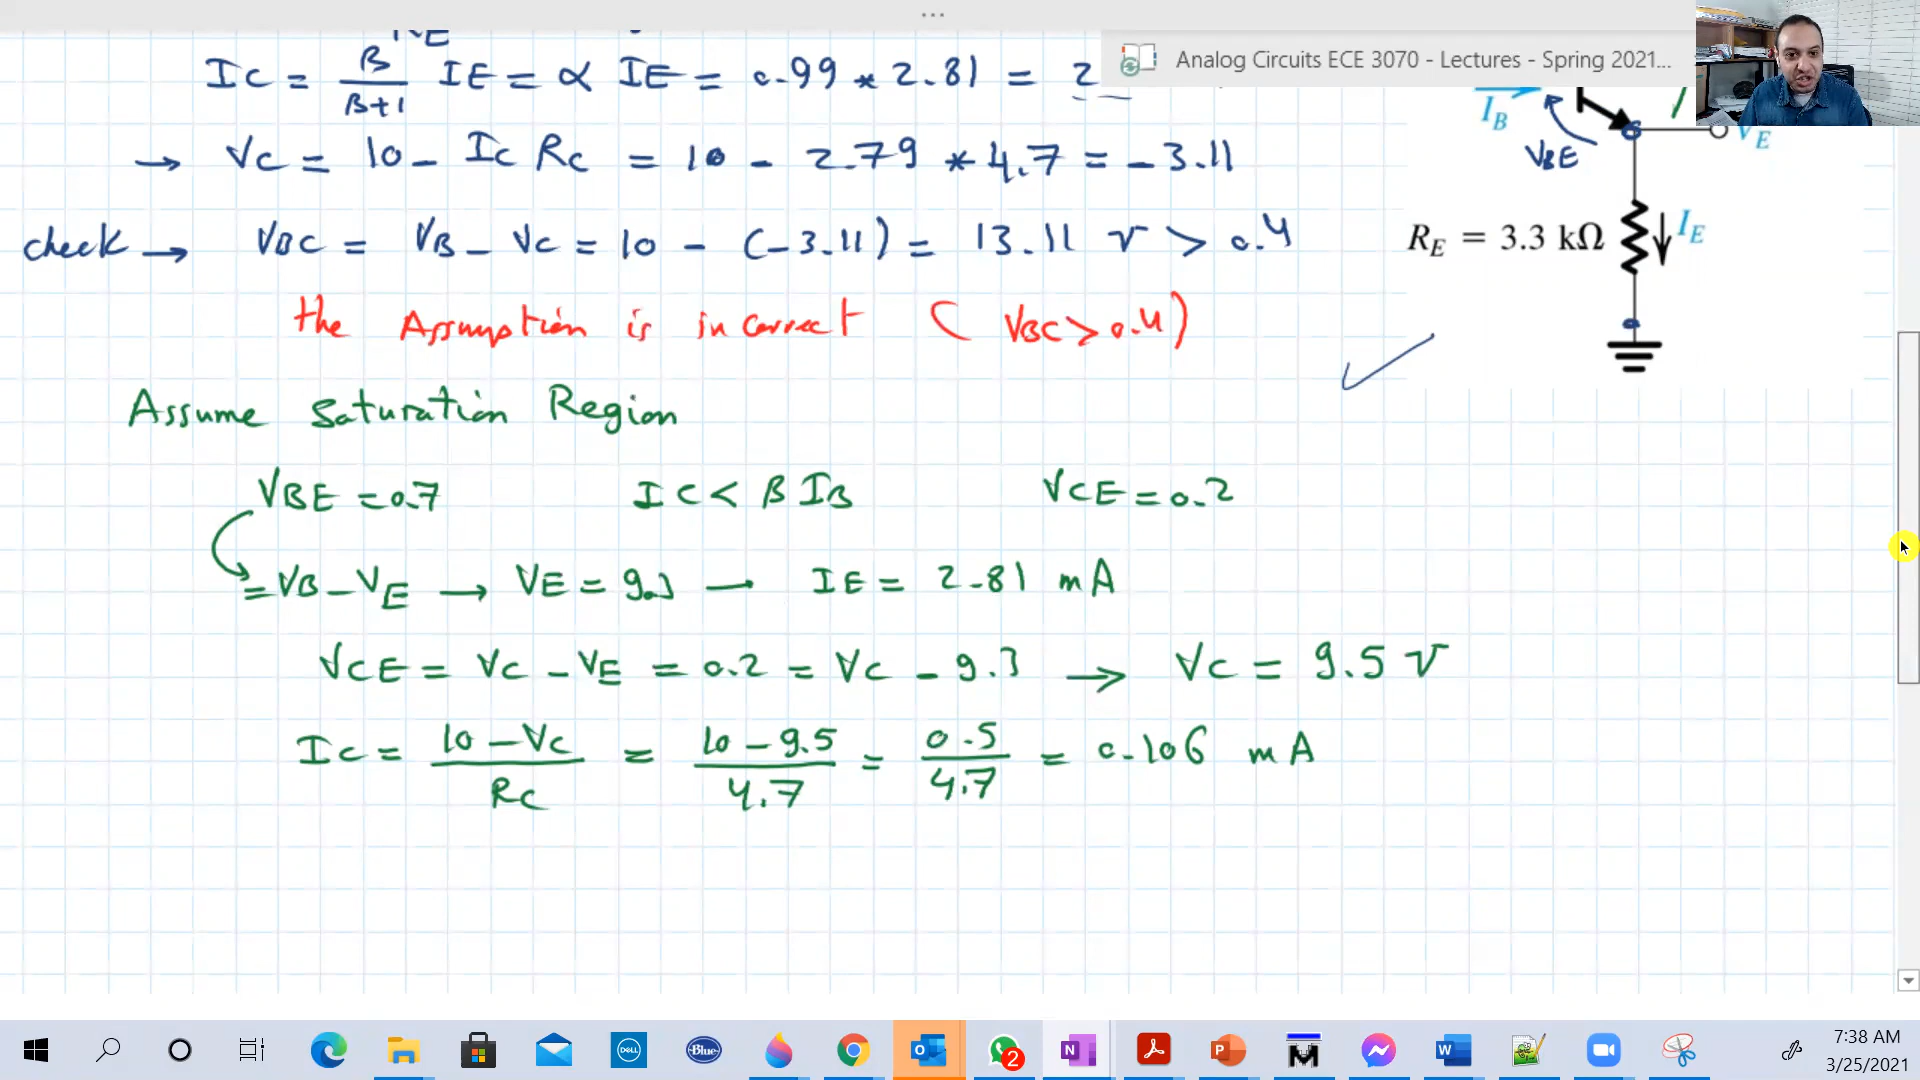 ...
RE
IC = β/(β+1) IE = α IE = 0.99 * 2.81 = 2
Analog Circuits ECE 3070 - Lectures - Spring 2021...
→ VC = 10 - IC RC = 10 - 2.79 * 4.7 = -3.11
check → VBC = VB - VC = 10 - (-3.11) = 13.11 V > 0.4
the Assumption is incorrect ( VBC > 0.4)
IB
VBE
VE
RE = 3.3 kΩ
IE
Assume Saturation Region
VBE = 0.7 IC < β IB VCE = 0.2
= VB - VE → VE = 9.3 → IE = 2.81 mA
VCE = VC - VE = 0.2 = VC - 9.3 → VC = 9.5 V
IC = (10 - VC)/RC = (10 - 9.5)/4.7 = 0.5/4.7 = 0.106 mA
DELL
Blue
2
N
P
W
7:38 AM
3/25/2021